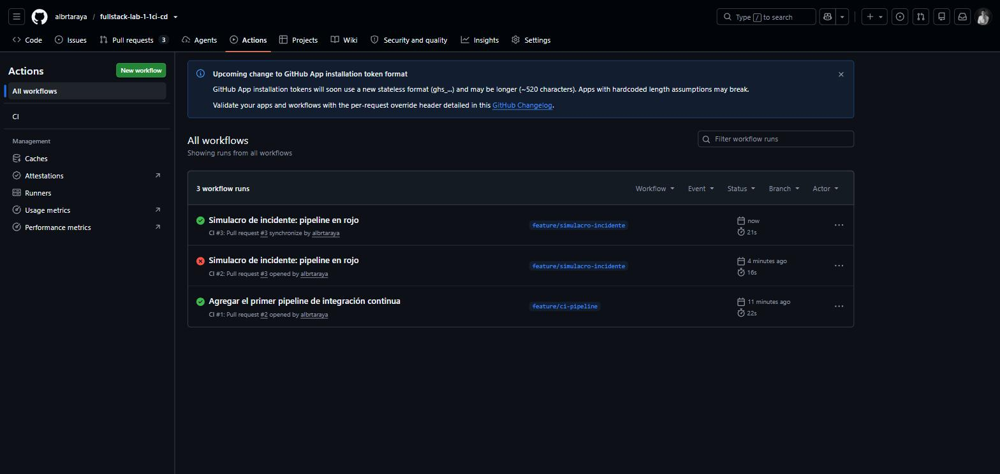 albrtaraya / fullstack-lab-1-1ci-cd
Type / to search
Code
Issues
Pull requests 3
Agents
Actions
Projects
Wiki
Security and quality
Insights
Settings
Actions
New workflow
All workflows
CI
Management
Caches
Attestations
Runners
Usage metrics
Performance metrics
Upcoming change to GitHub App installation token format
GitHub App installation tokens will soon use a new stateless format (ghs_...) and may be longer (~520 characters). Apps with hardcoded length assumptions may break.
Validate your apps and workflows with the per-request override header detailed in this GitHub Changelog.
All workflows
Showing runs from all workflows
Filter workflow runs
3 workflow runs
Workflow
Event
Status
Branch
Actor
Simulacro de incidente: pipeline en rojo
CI #3: Pull request #3 synchronize by albrtaraya
feature/simulacro-incidente
now
21s
Simulacro de incidente: pipeline en rojo
CI #2: Pull request #3 opened by albrtaraya
feature/simulacro-incidente
4 minutes ago
16s
Agregar el primer pipeline de integración continua
CI #1: Pull request #2 opened by albrtaraya
feature/ci-pipeline
11 minutes ago
22s